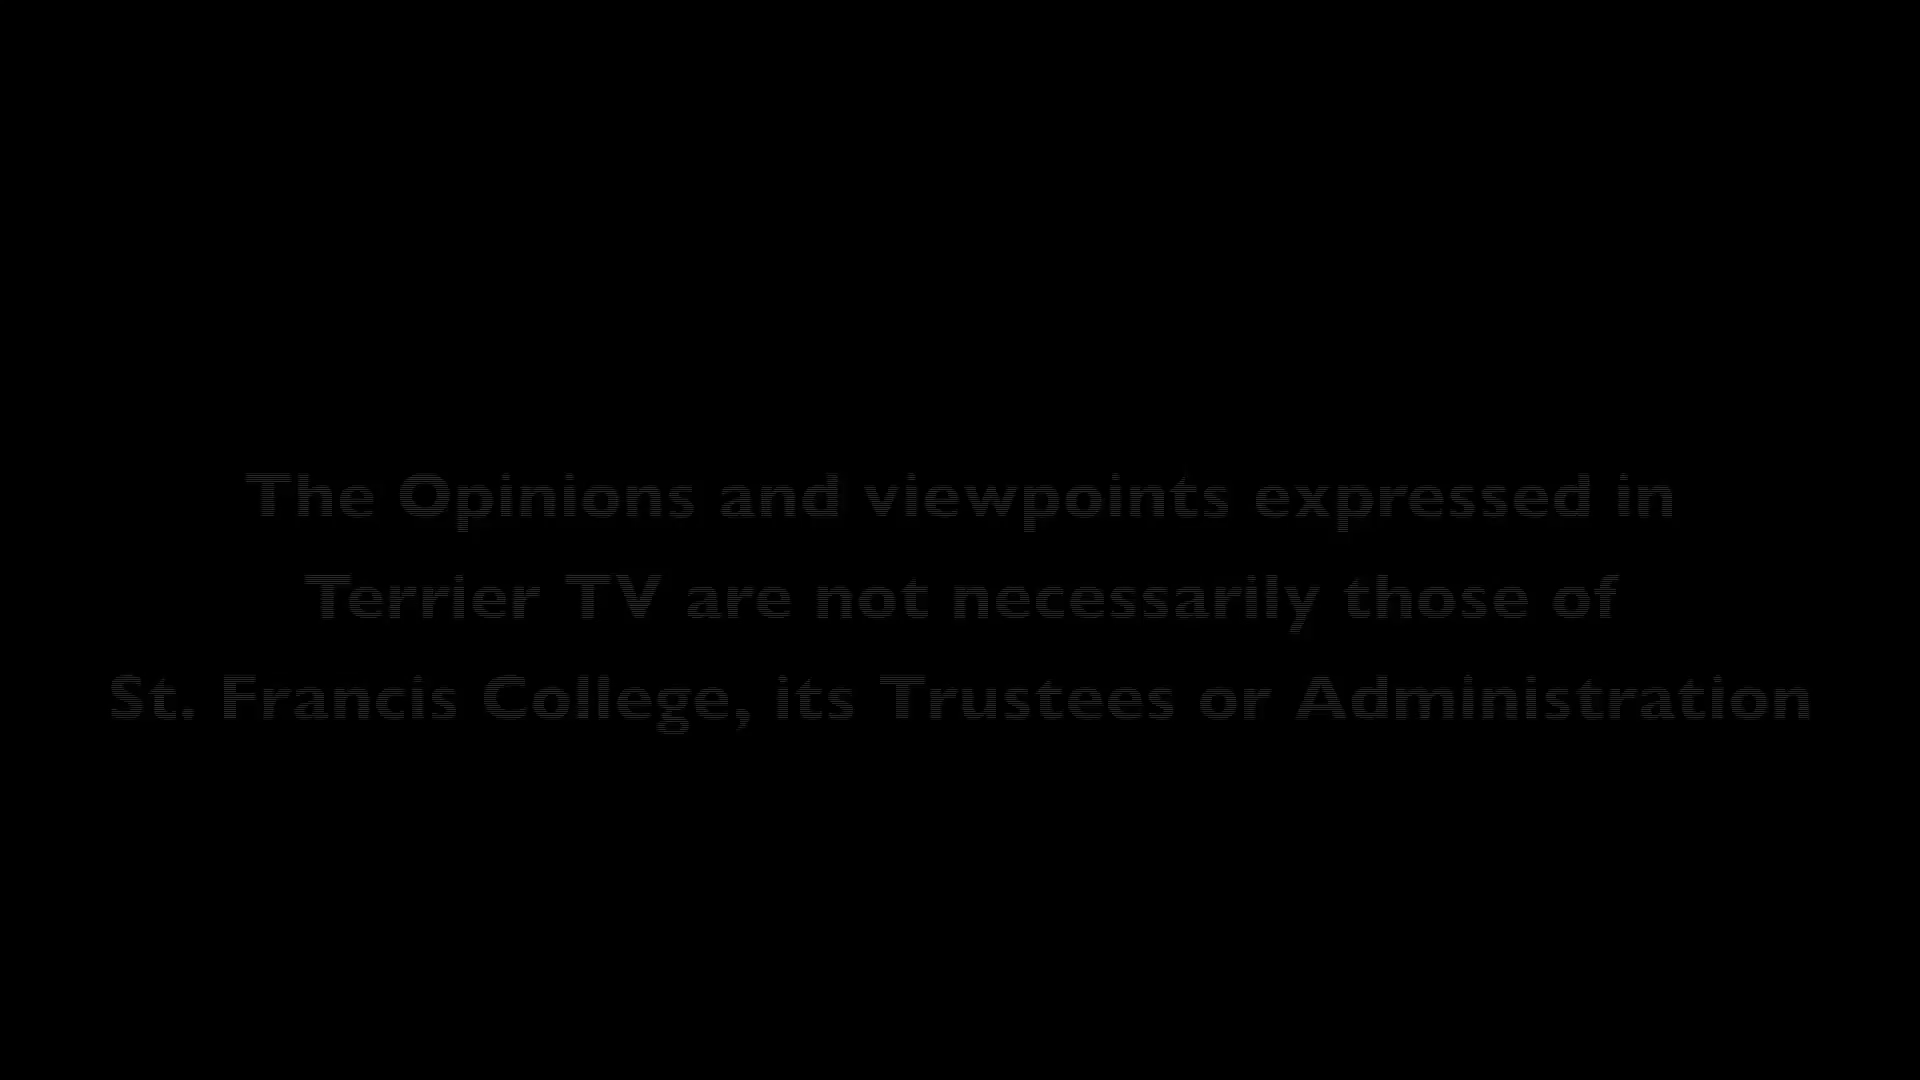 The Opinions and viewpoints expressed in
Terrier TV are not necessarily those of
St. Francis College, its Trustees or Administration